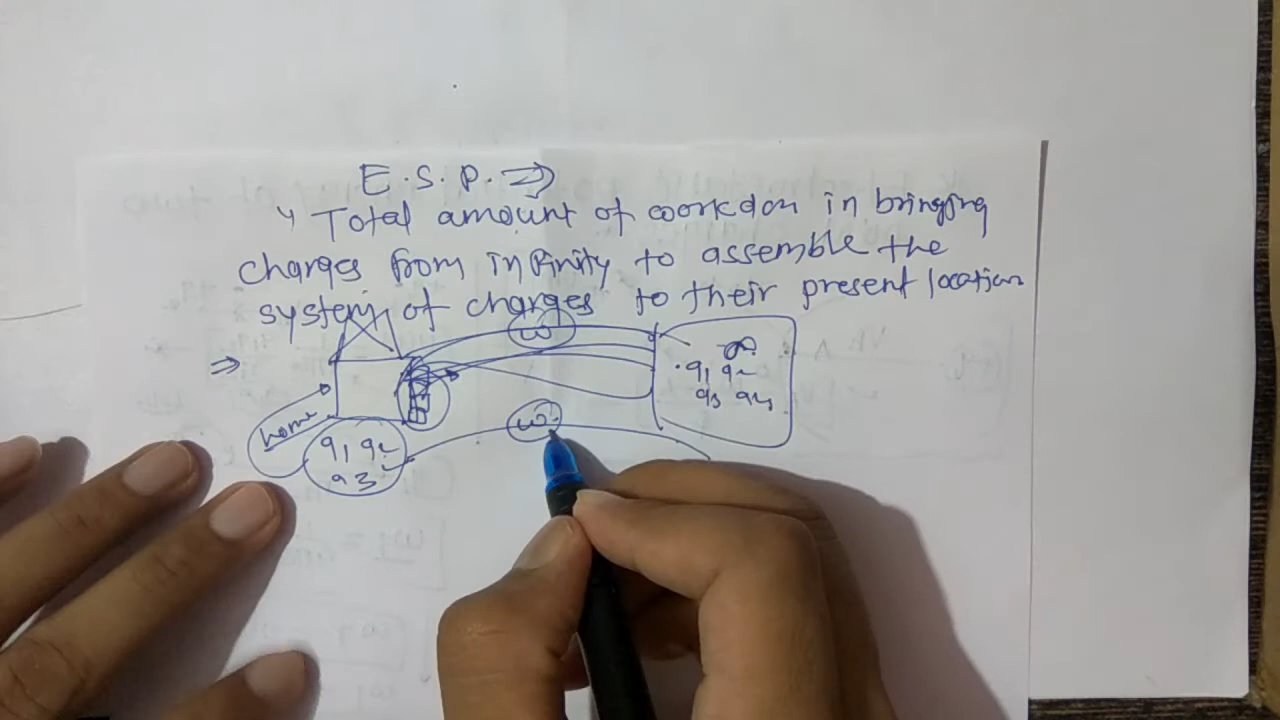 E.S.P. ⇒
Total amount of workdon in bringing
charges from infinity to assemble the
system of charges to their present location
⇒
w
∞
q1 q2
q3 q4
home
w
q1 q2
q3